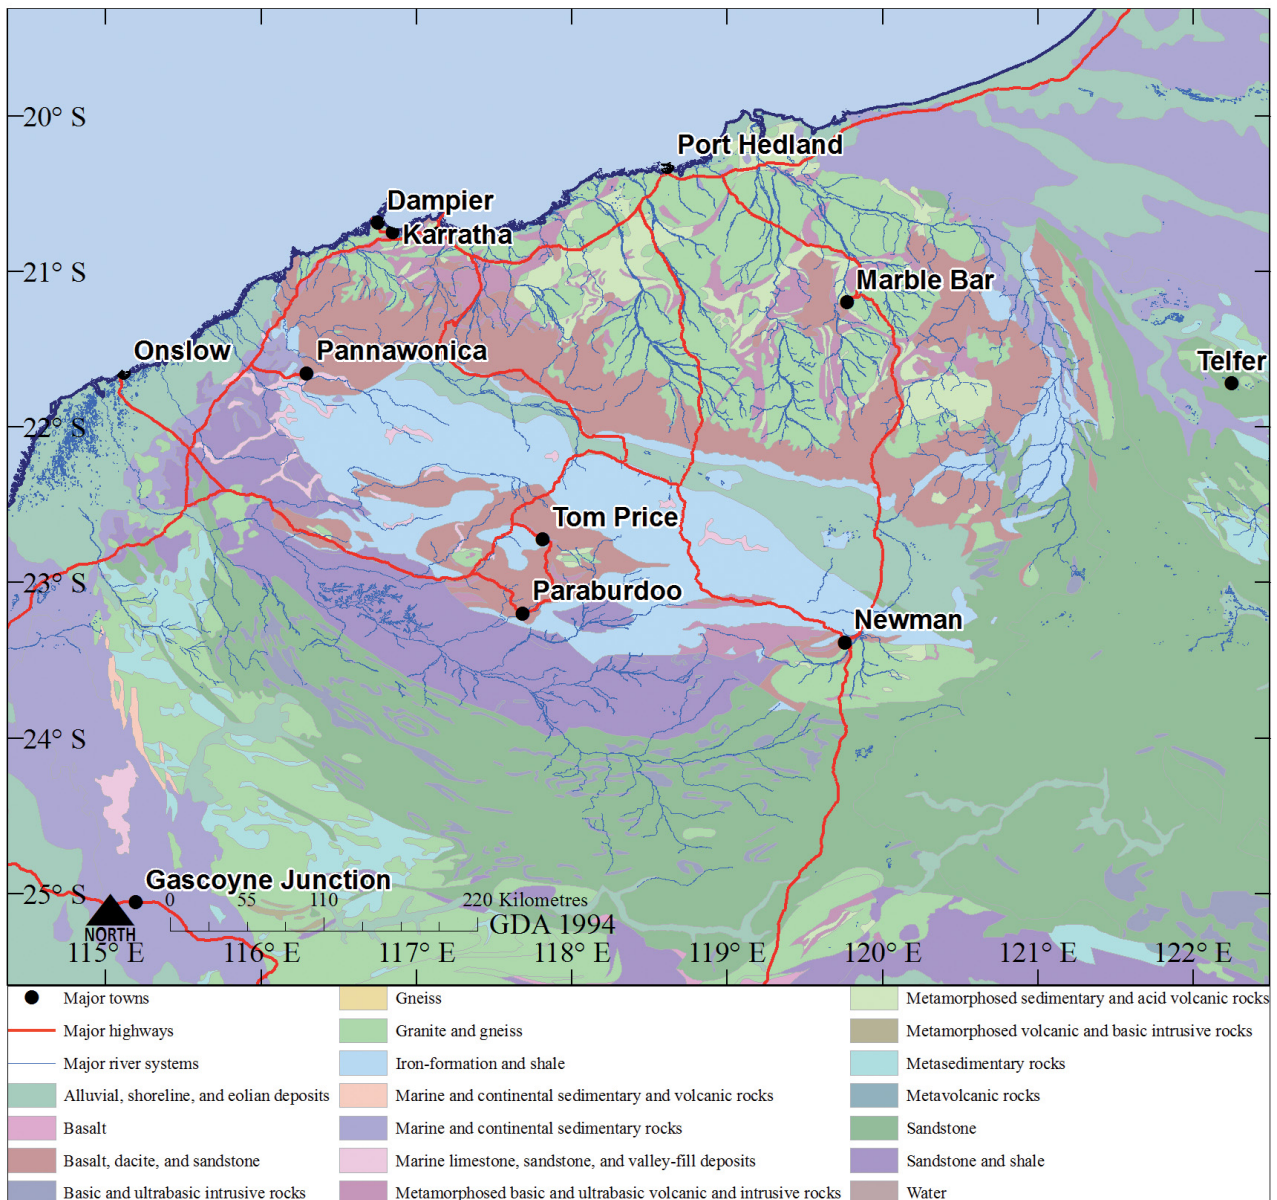 20° S
Port Hedland
Dampier
Karratha
21° S
Marble Bar
Onslow
Pannawonica
Telfer
22° S
Tom Price
23° S
Paraburdoo
Newman
24° S
Gascoyne Junction
25° S
0 55 110 220 Kilometres
GDA 1994
NORTH
115° E 116° E 117° E 118° E 119° E 120° E 121° E 122° E
Major towns
Major highways
Major river systems
Alluvial, shoreline, and eolian deposits
Basalt
Basalt, dacite, and sandstone
Basic and ultrabasic intrusive rocks
Gneiss
Granite and gneiss
Iron-formation and shale
Marine and continental sedimentary and volcanic rocks
Marine and continental sedimentary rocks
Marine limestone, sandstone, and valley-fill deposits
Metamorphosed basic and ultrabasic volcanic and intrusive rocks
Metamorphosed sedimentary and acid volcanic rocks
Metamorphosed volcanic and basic intrusive rocks
Metasedimentary rocks
Metavolcanic rocks
Sandstone
Sandstone and shale
Water